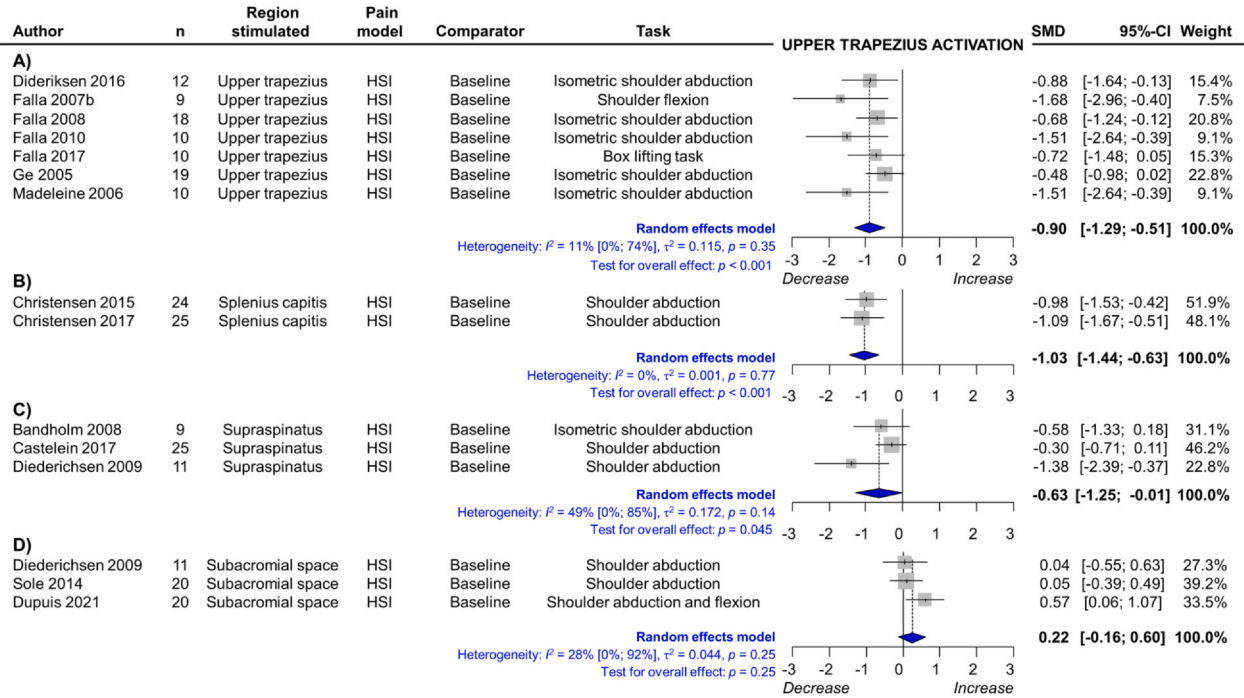 Author n Region stimulated Pain model Comparator Task SMD 95%-CI Weight
UPPER TRAPEZIUS ACTIVATION
A)
Dideriksen 2016 12 Upper trapezius HSI Baseline Isometric shoulder abduction -0.88 [-1.64; -0.13] 15.4%
Falla 2007b 9 Upper trapezius HSI Baseline Shoulder flexion -1.68 [-2.96; -0.40] 7.5%
Falla 2008 18 Upper trapezius HSI Baseline Isometric shoulder abduction -0.68 [-1.24; -0.12] 20.8%
Falla 2010 10 Upper trapezius HSI Baseline Isometric shoulder abduction -1.51 [-2.64; -0.39] 9.1%
Falla 2017 10 Upper trapezius HSI Baseline Box lifting task -0.72 [-1.48; 0.05] 15.3%
Ge 2005 19 Upper trapezius HSI Baseline Isometric shoulder abduction -0.48 [-0.98; 0.02] 22.8%
Madeleine 2006 10 Upper trapezius HSI Baseline Isometric shoulder abduction -1.51 [-2.64; -0.39] 9.1%
Random effects model -0.90 [-1.29; -0.51] 100.0%
Heterogeneity: I² = 11% [0%; 74%], τ² = 0.115, p = 0.35
Test for overall effect: p < 0.001
-3 -2 -1 0 1 2 3
Decrease Increase
B)
Christensen 2015 24 Splenius capitis HSI Baseline Shoulder abduction -0.98 [-1.53; -0.42] 51.9%
Christensen 2017 25 Splenius capitis HSI Baseline Shoulder abduction -1.09 [-1.67; -0.51] 48.1%
Random effects model -1.03 [-1.44; -0.63] 100.0%
Heterogeneity: I² = 0%, τ² = 0.001, p = 0.77
Test for overall effect: p < 0.001
-3 -2 -1 0 1 2 3
C)
Bandholm 2008 9 Supraspinatus HSI Baseline Isometric shoulder abduction -0.58 [-1.33; 0.18] 31.1%
Castelein 2017 25 Supraspinatus HSI Baseline Shoulder abduction -0.30 [-0.71; 0.11] 46.2%
Diederichsen 2009 11 Supraspinatus HSI Baseline Shoulder abduction -1.38 [-2.39; -0.37] 22.8%
Random effects model -0.63 [-1.25; -0.01] 100.0%
Heterogeneity: I² = 49% [0%; 85%], τ² = 0.172, p = 0.14
Test for overall effect: p = 0.045
-3 -2 -1 0 1 2 3
D)
Diederichsen 2009 11 Subacromial space HSI Baseline Shoulder abduction 0.04 [-0.55; 0.63] 27.3%
Sole 2014 20 Subacromial space HSI Baseline Shoulder abduction 0.05 [-0.39; 0.49] 39.2%
Dupuis 2021 20 Subacromial space HSI Baseline Shoulder abduction and flexion 0.57 [0.06; 1.07] 33.5%
Random effects model 0.22 [-0.16; 0.60] 100.0%
Heterogeneity: I² = 28% [0%; 92%], τ² = 0.044, p = 0.25
Test for overall effect: p = 0.25
-3 -2 -1 0 1 2 3
Decrease Increase